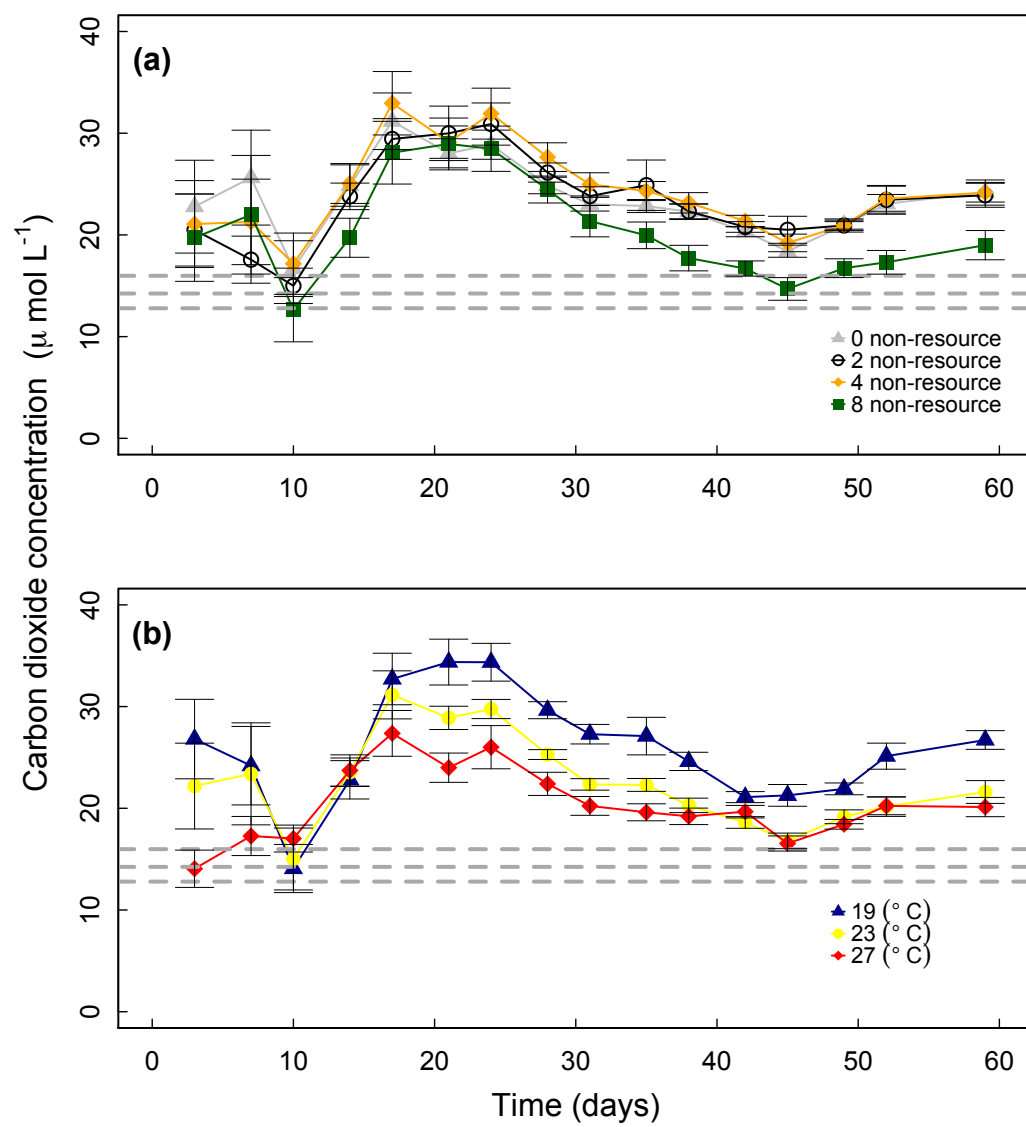 Carbon dioxide concentration (μ mol L⁻¹)
(a)
40
30
20
10
0
0 non-resource
2 non-resource
4 non-resource
8 non-resource
0 10 20 30 40 50 60
(b)
40
30
20
10
0
19 (° C)
23 (° C)
27 (° C)
0 10 20 30 40 50 60
Time (days)